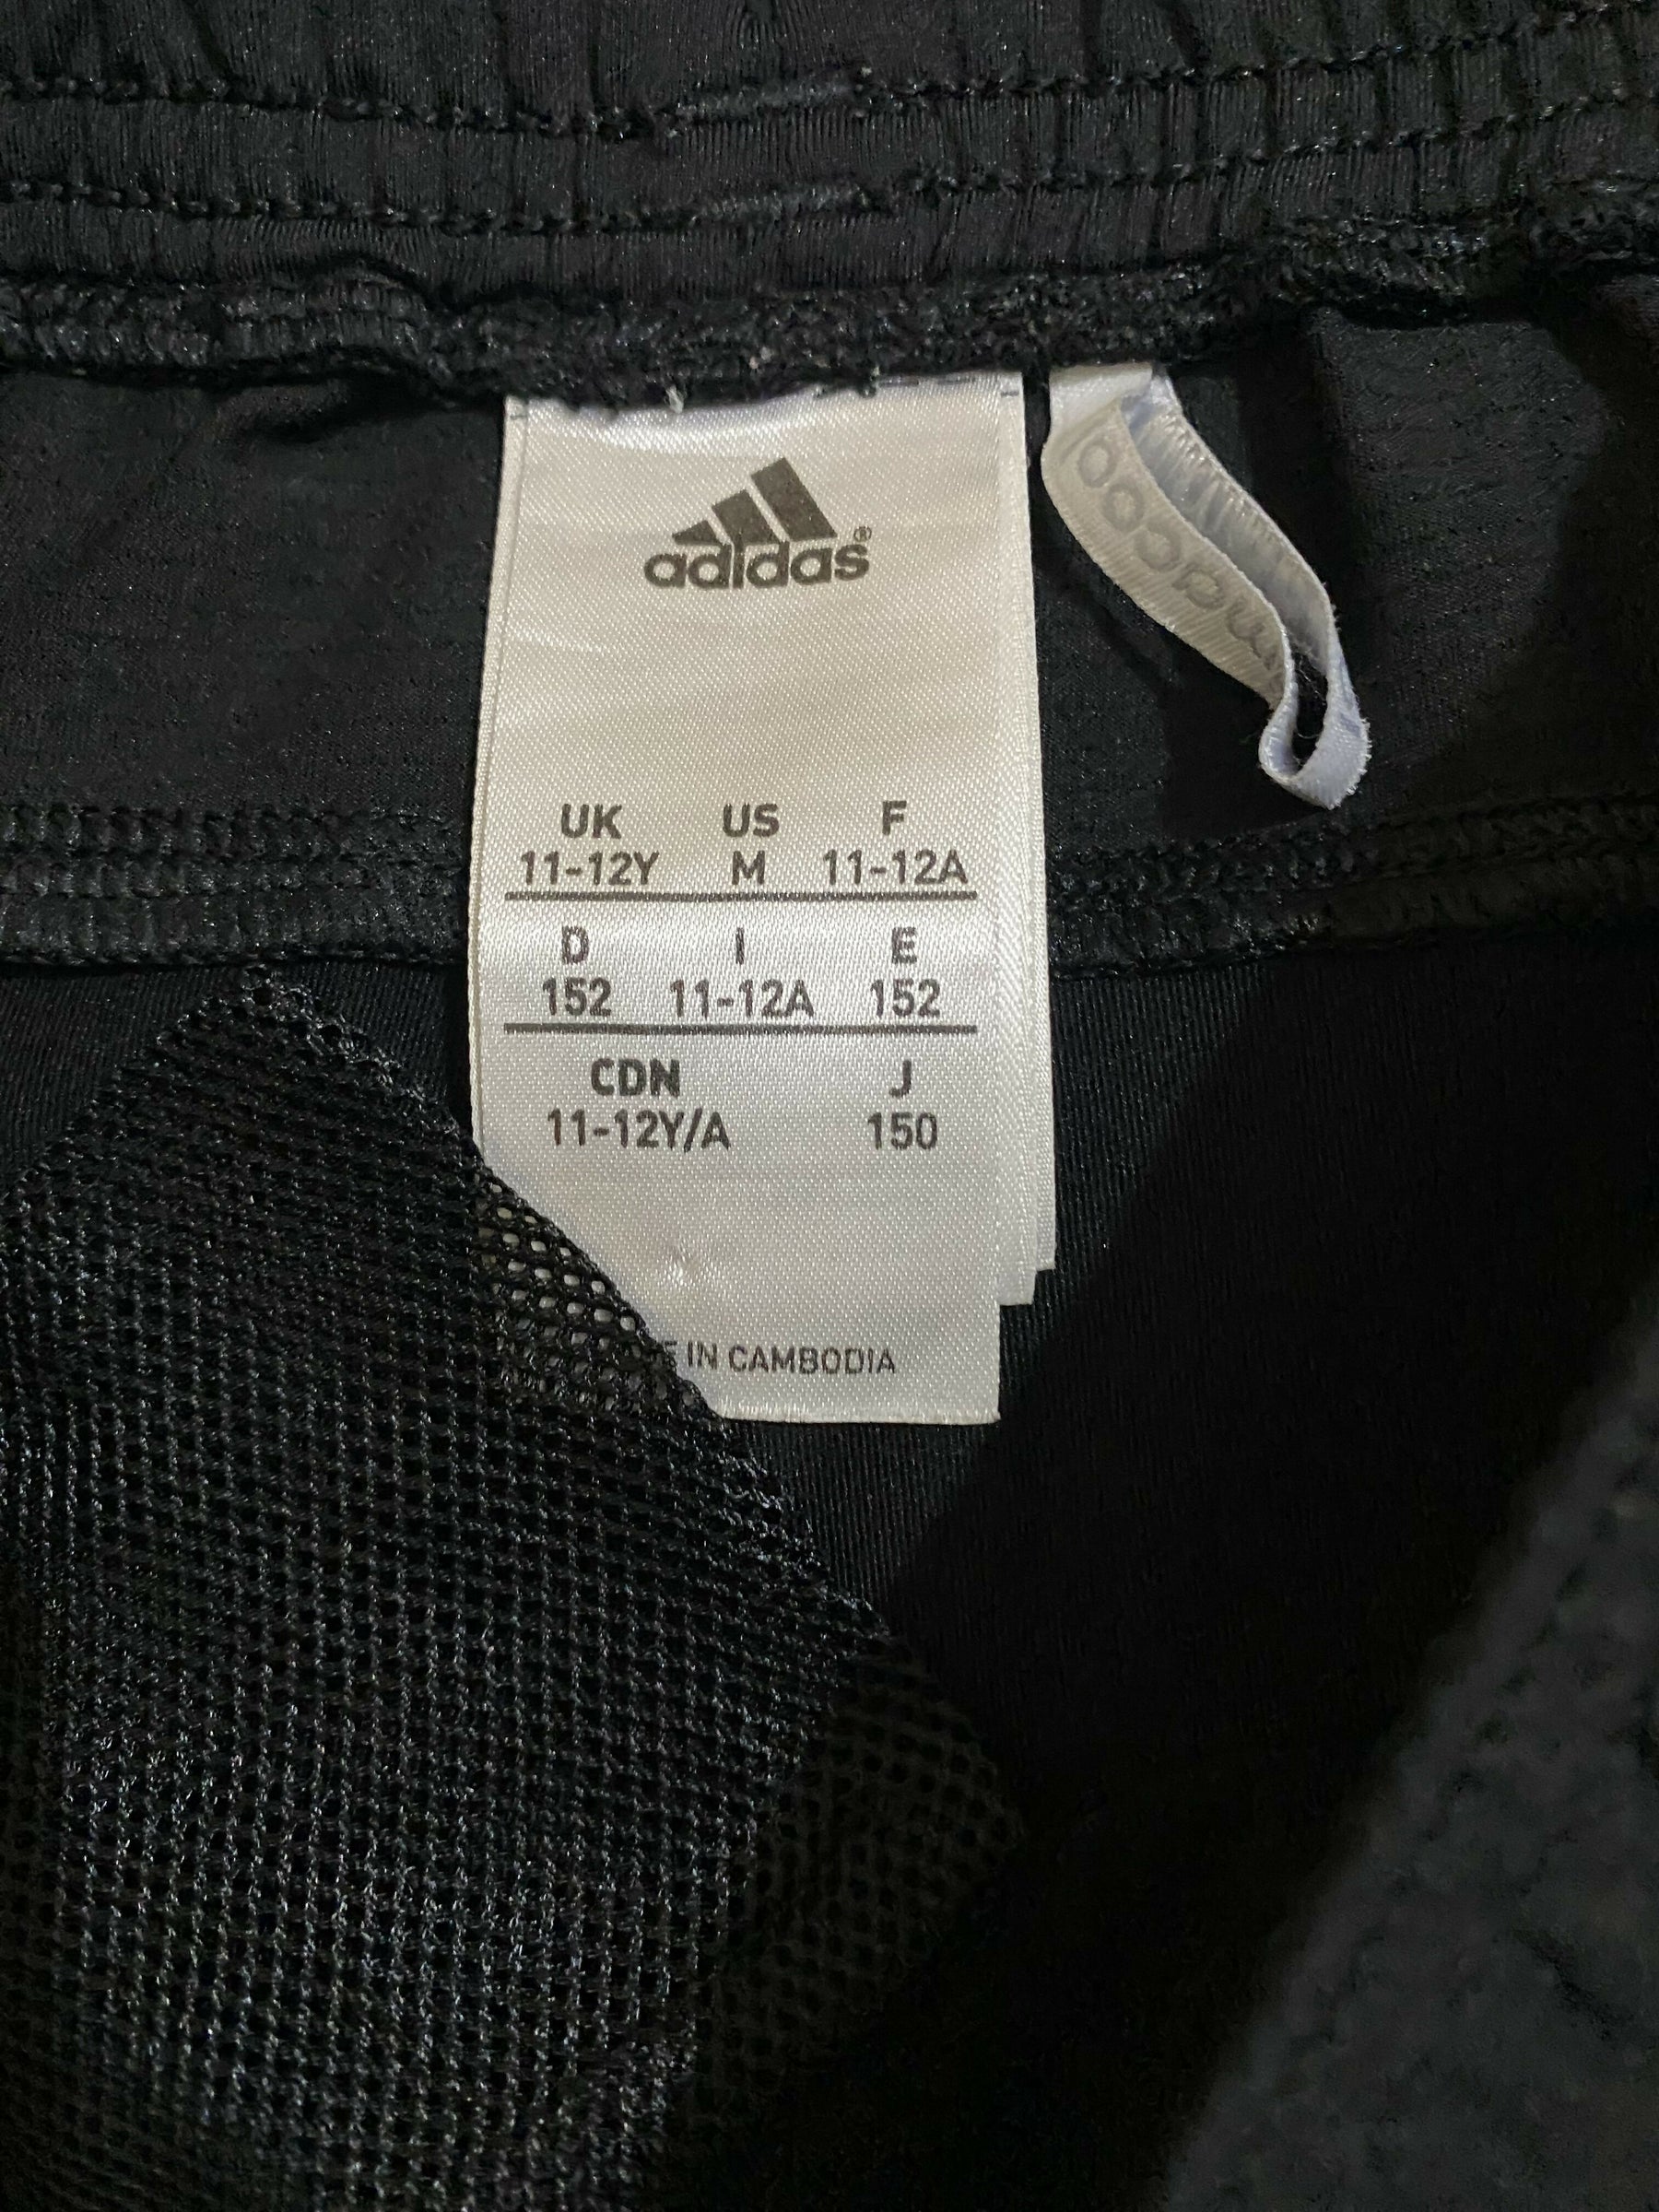 adidas®
UK US F
11-12Y M 11-12A
D I E
152 11-12A 152
CDN J
11-12Y/A 150
E IN CAMBODIA